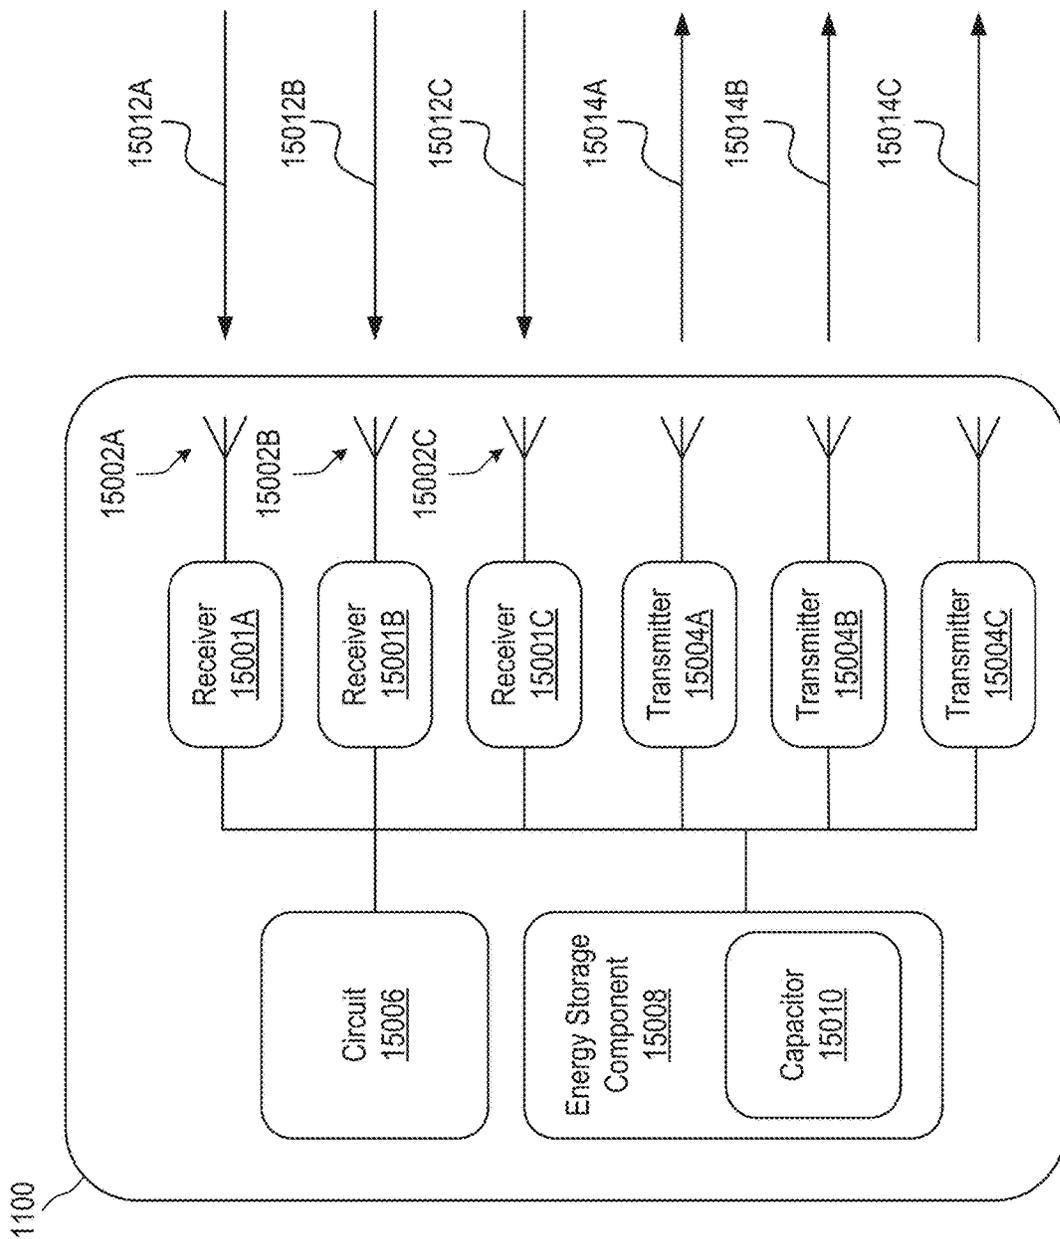 1100
Circuit
15006
Energy Storage
Component
15008
Capacitor
15010
Receiver
15001A
Receiver
15001B
Receiver
15001C
Transmitter
15004A
Transmitter
15004B
Transmitter
15004C
15002A
15002B
15002C
15012A
15012B
15012C
15014A
15014B
15014C